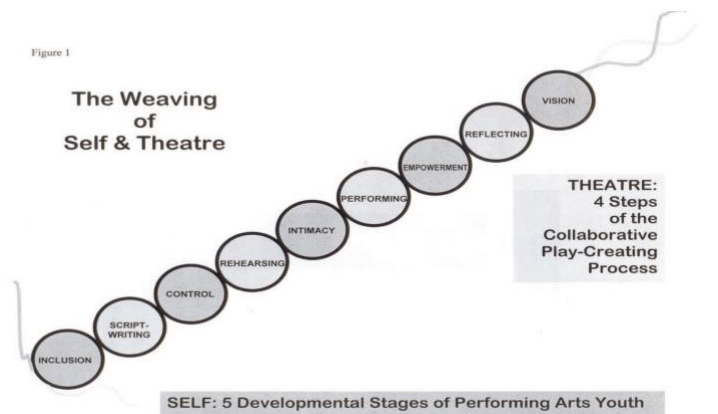 Figure 1
The Weaving
of
Self & Theatre
VISION
REFLECTING
EMPOWERMENT
PERFORMING
INTIMACY
REHEARSING
CONTROL
SCRIPT-
WRITING
INCLUSION
THEATRE:
4 Steps
of the
Collaborative
Play-Creating
Process
SELF: 5 Developmental Stages of Performing Arts Youth